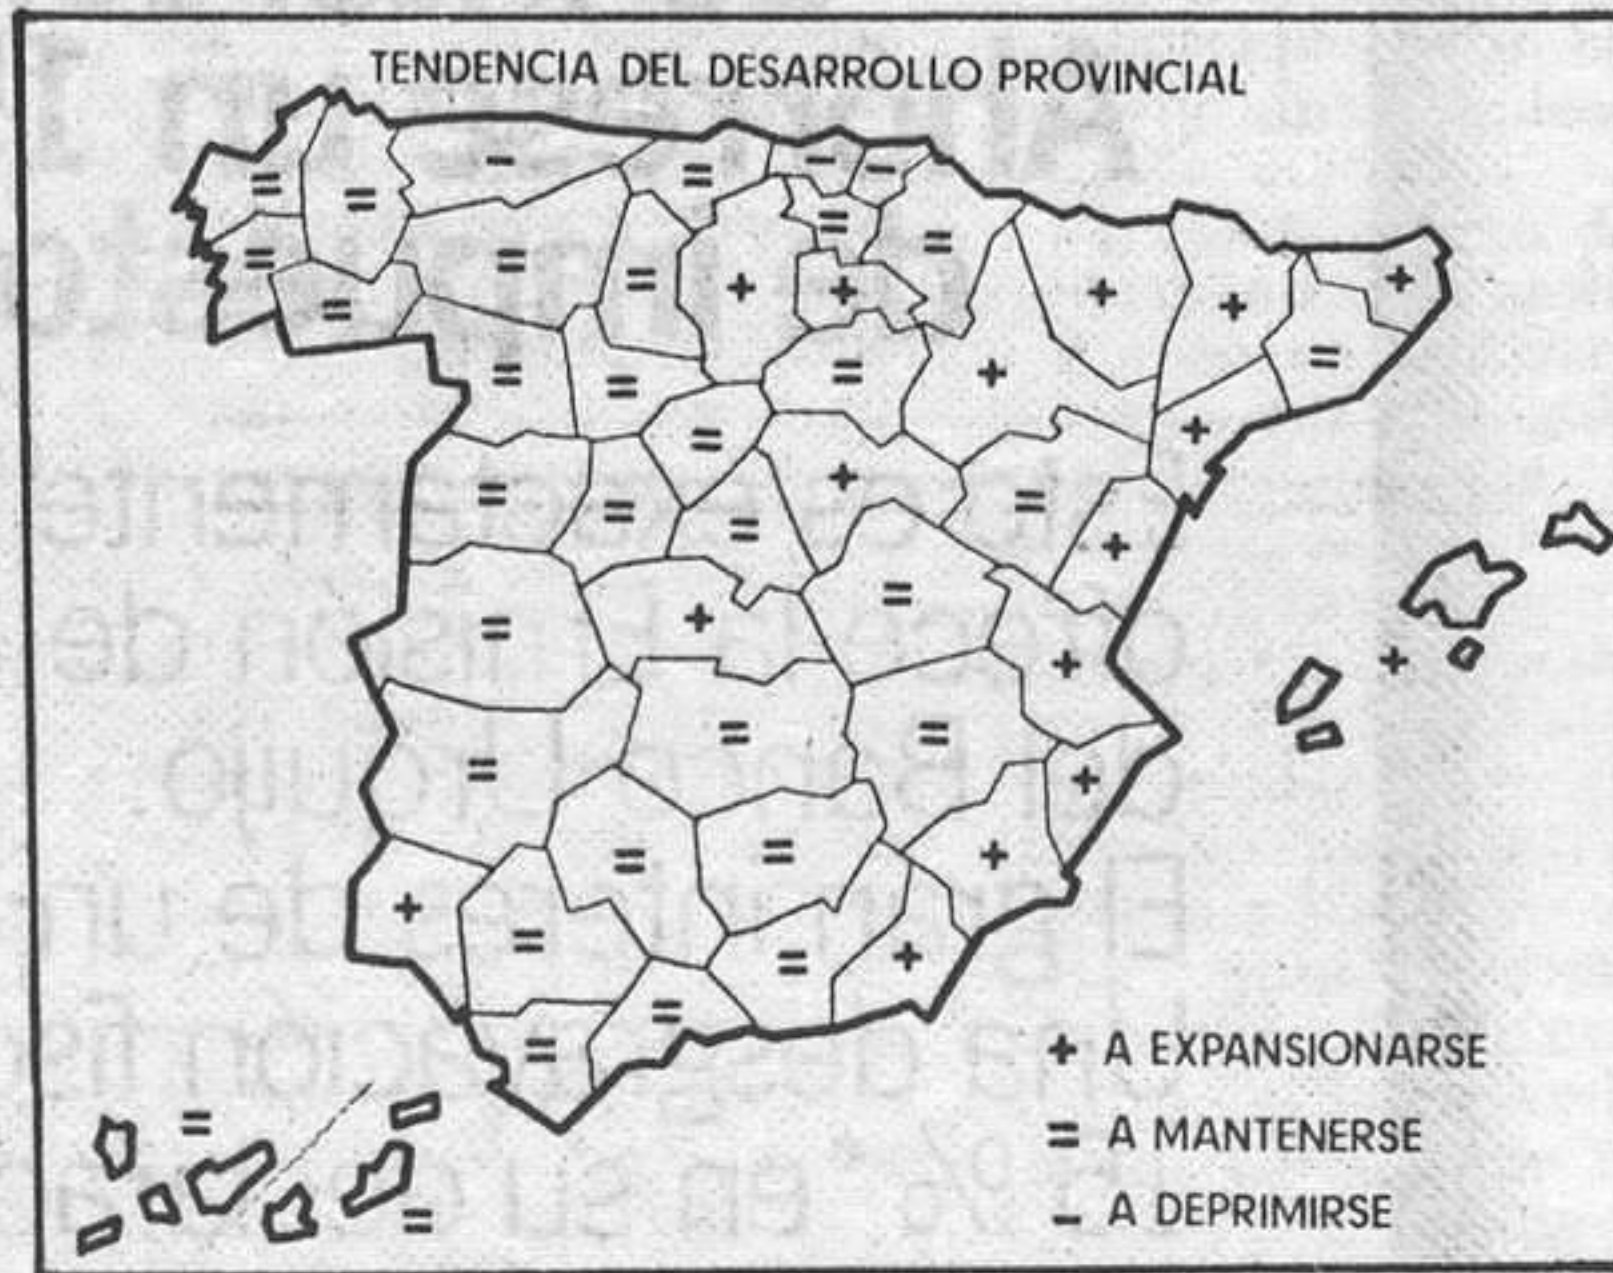 TENDENCIA DEL DESARROLLO PROVINCIAL
+ A EXPANSIONARSE
= A MANTENERSE
- A DEPRIMIRSE